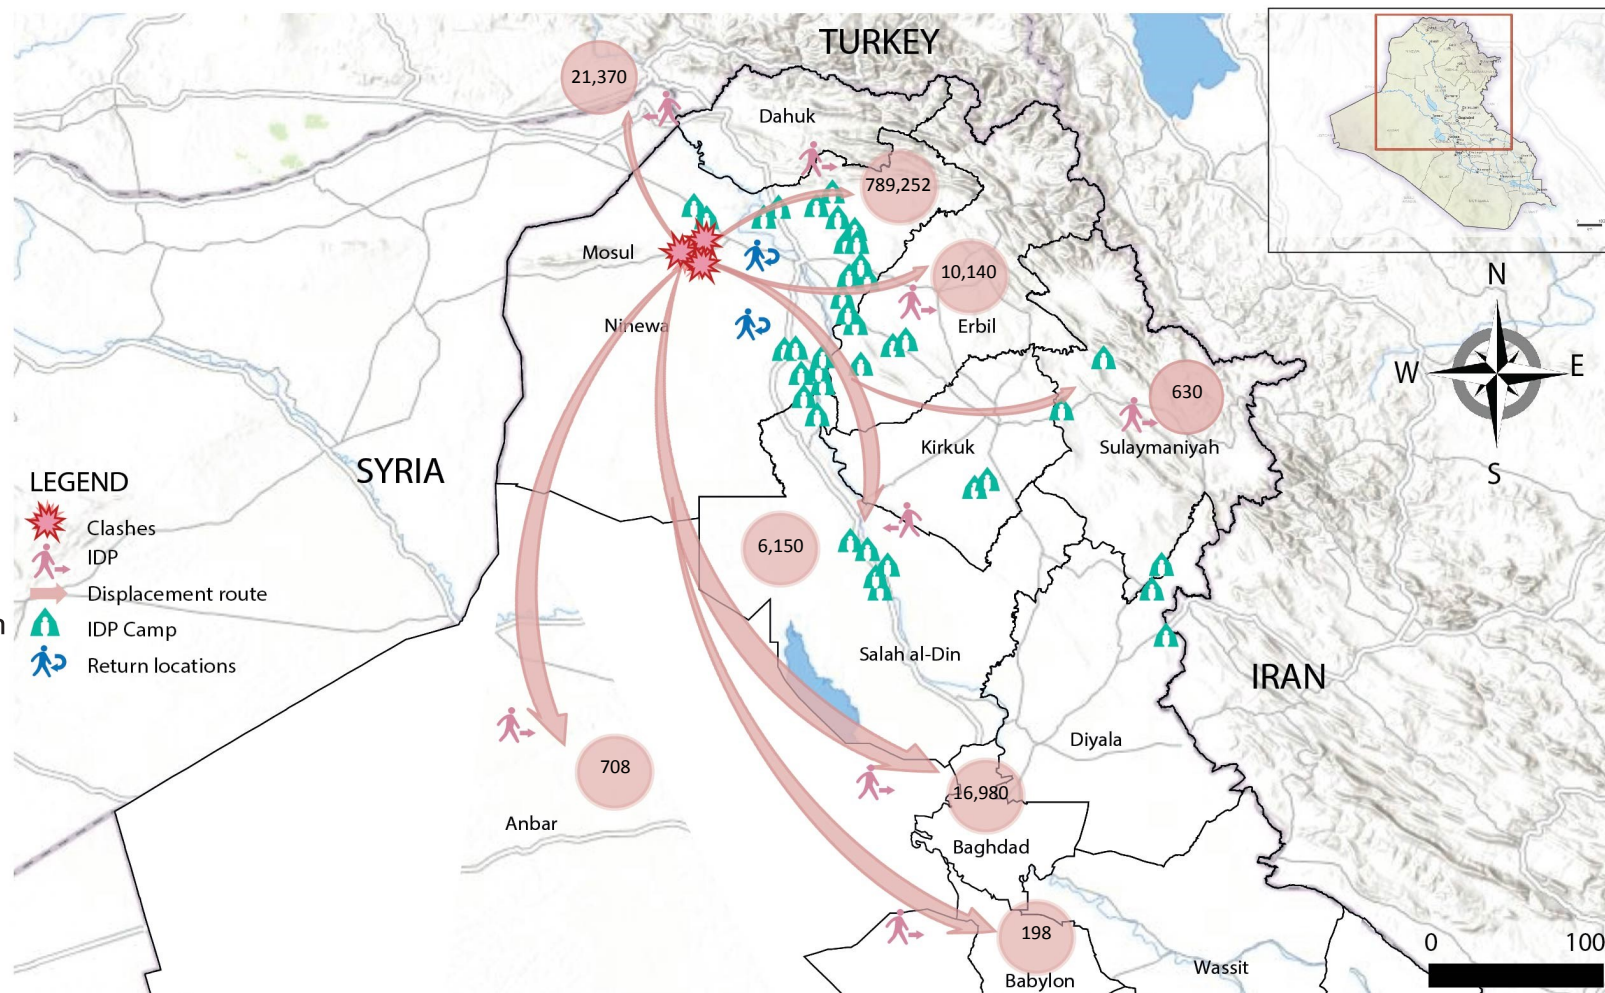 TURKEY
21,370
Dahuk
789,252
Mosul
10,140
Ninewa
Erbil
N
W
E
S
630
Kirkuk
Sulaymaniyah
SYRIA
LEGEND
Clashes
IDP
Displacement route
IDP Camp
Return locations
6,150
Salah al-Din
IRAN
Diyala
708
Anbar
16,980
Baghdad
198
Babylon
Wassit
0
100